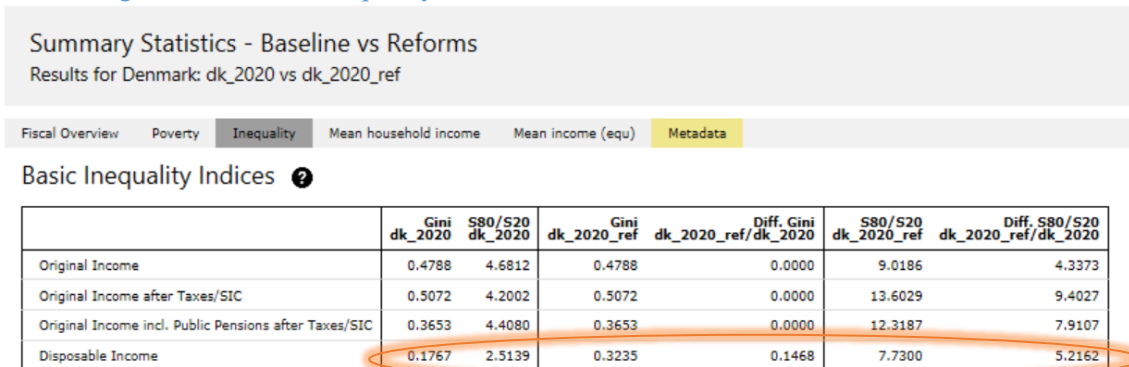 Summary Statistics - Baseline vs Reforms
Results for Denmark: dk_2020 vs dk_2020_ref
Fiscal Overview Poverty Inequality Mean household income Mean income (equ) Metadata
Basic Inequality Indices ?
Gini dk_2020 S80/S20 dk_2020 Gini dk_2020_ref Diff. Gini dk_2020_ref/dk_2020 S80/S20 dk_2020_ref Diff. S80/S20 dk_2020_ref/dk_2020
Original Income 0.4788 4.6812 0.4788 0.0000 9.0186 4.3373
Original Income after Taxes/SIC 0.5072 4.2002 0.5072 0.0000 13.6029 9.4027
Original Income incl. Public Pensions after Taxes/SIC 0.3653 4.4080 0.3653 0.0000 12.3187 7.9107
Disposable Income 0.1767 2.5139 0.3235 0.1468 7.7300 5.2162